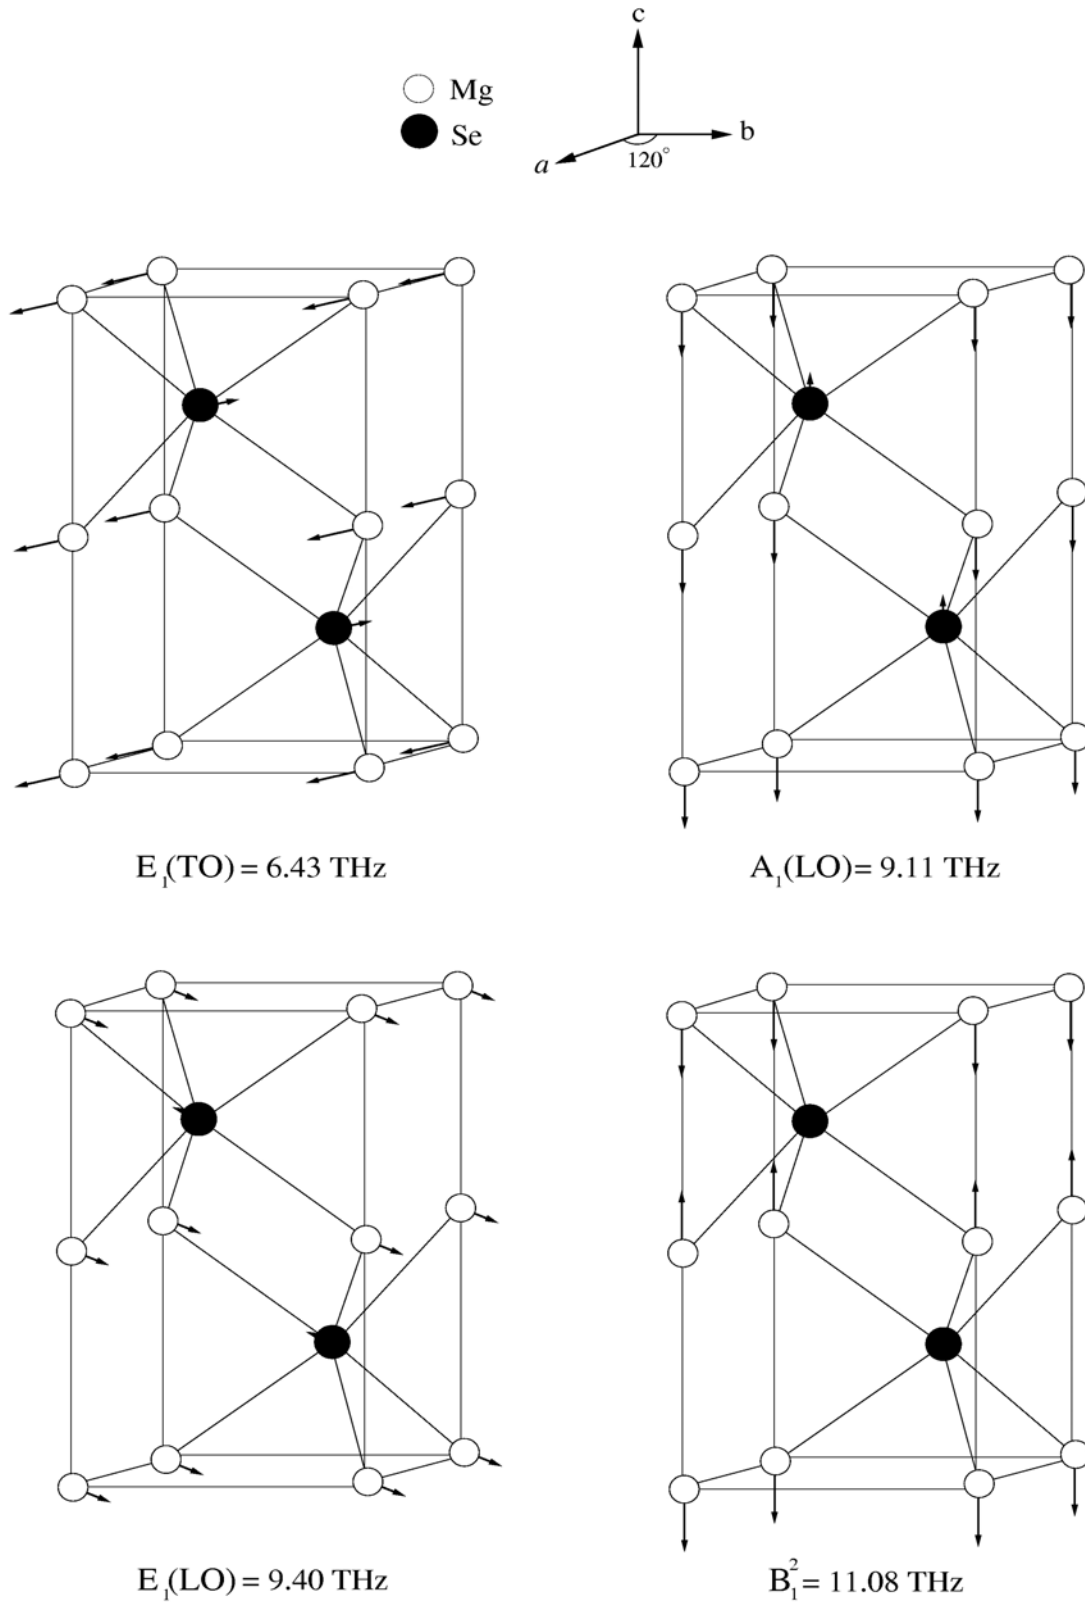 c
Mg
Se
b
a
120°
E₁(TO) = 6.43 THz
A₁(LO)= 9.11 THz
E₁(LO) = 9.40 THz
B₁²= 11.08 THz